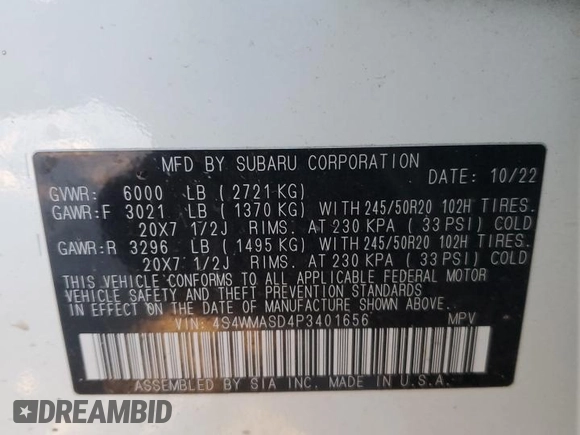 MFD BY SUBARU CORPORATION
DATE: 10/22
GVWR: 6000 LB (2721 KG)
GAWR:F 3021 LB (1370 KG) WITH 245/50R20 102H TIRES.
20X7 1/2J RIMS. AT 230 KPA (33 PSI) COLD
GAWR:R 3296 LB (1495 KG) WITH 245/50R20 102H TIRES.
20X7 1/2J RIMS. AT 230 KPA (33 PSI) COLD
THIS VEHICLE CONFORMS TO ALL APPLICABLE FEDERAL MOTOR
VEHICLE SAFETY AND THEFT PREVENTION STANDARDS
IN EFFECT ON THE DATE OF MANUFACTURE SHOWN ABOVE.
VIN: 4S4WMASD4P3401656 MPV
ASSEMBLED BY SIA INC. MADE IN U.S.A.
DREAMBID